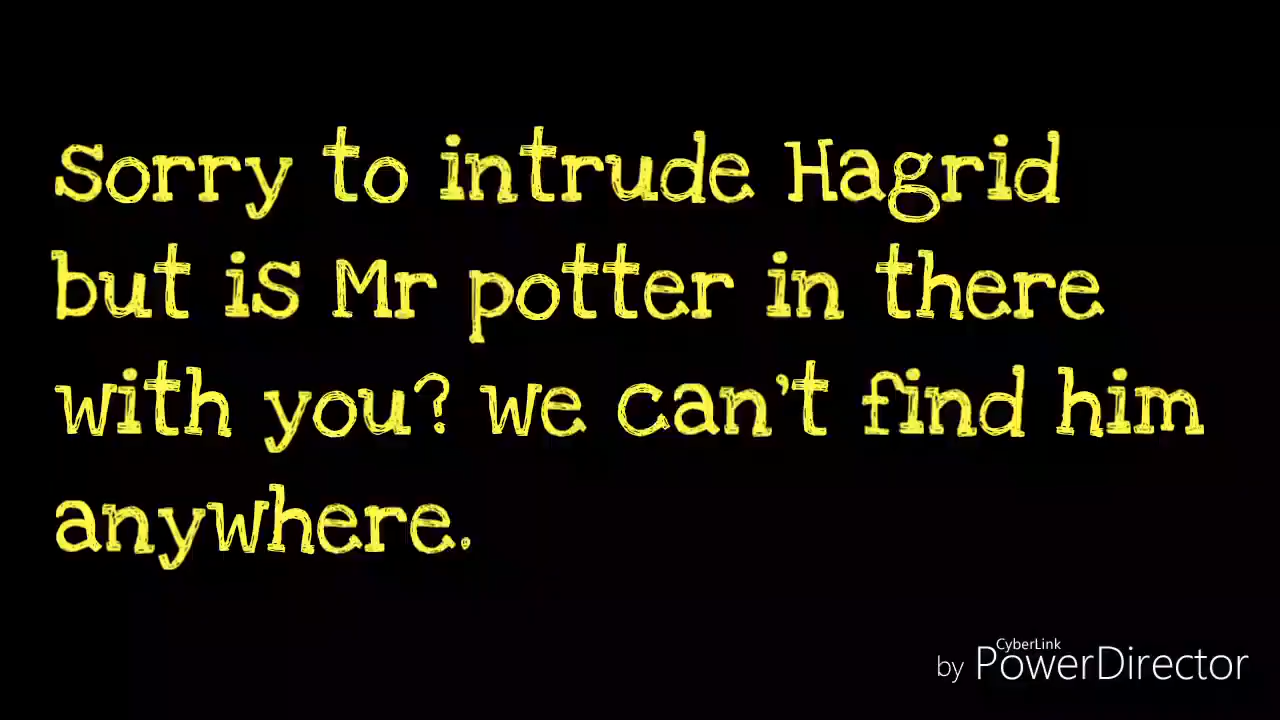 Sorry to intrude Hagrid
but is Mr potter in there
with you? we can't find him
anywhere.
CyberLink
by PowerDirector